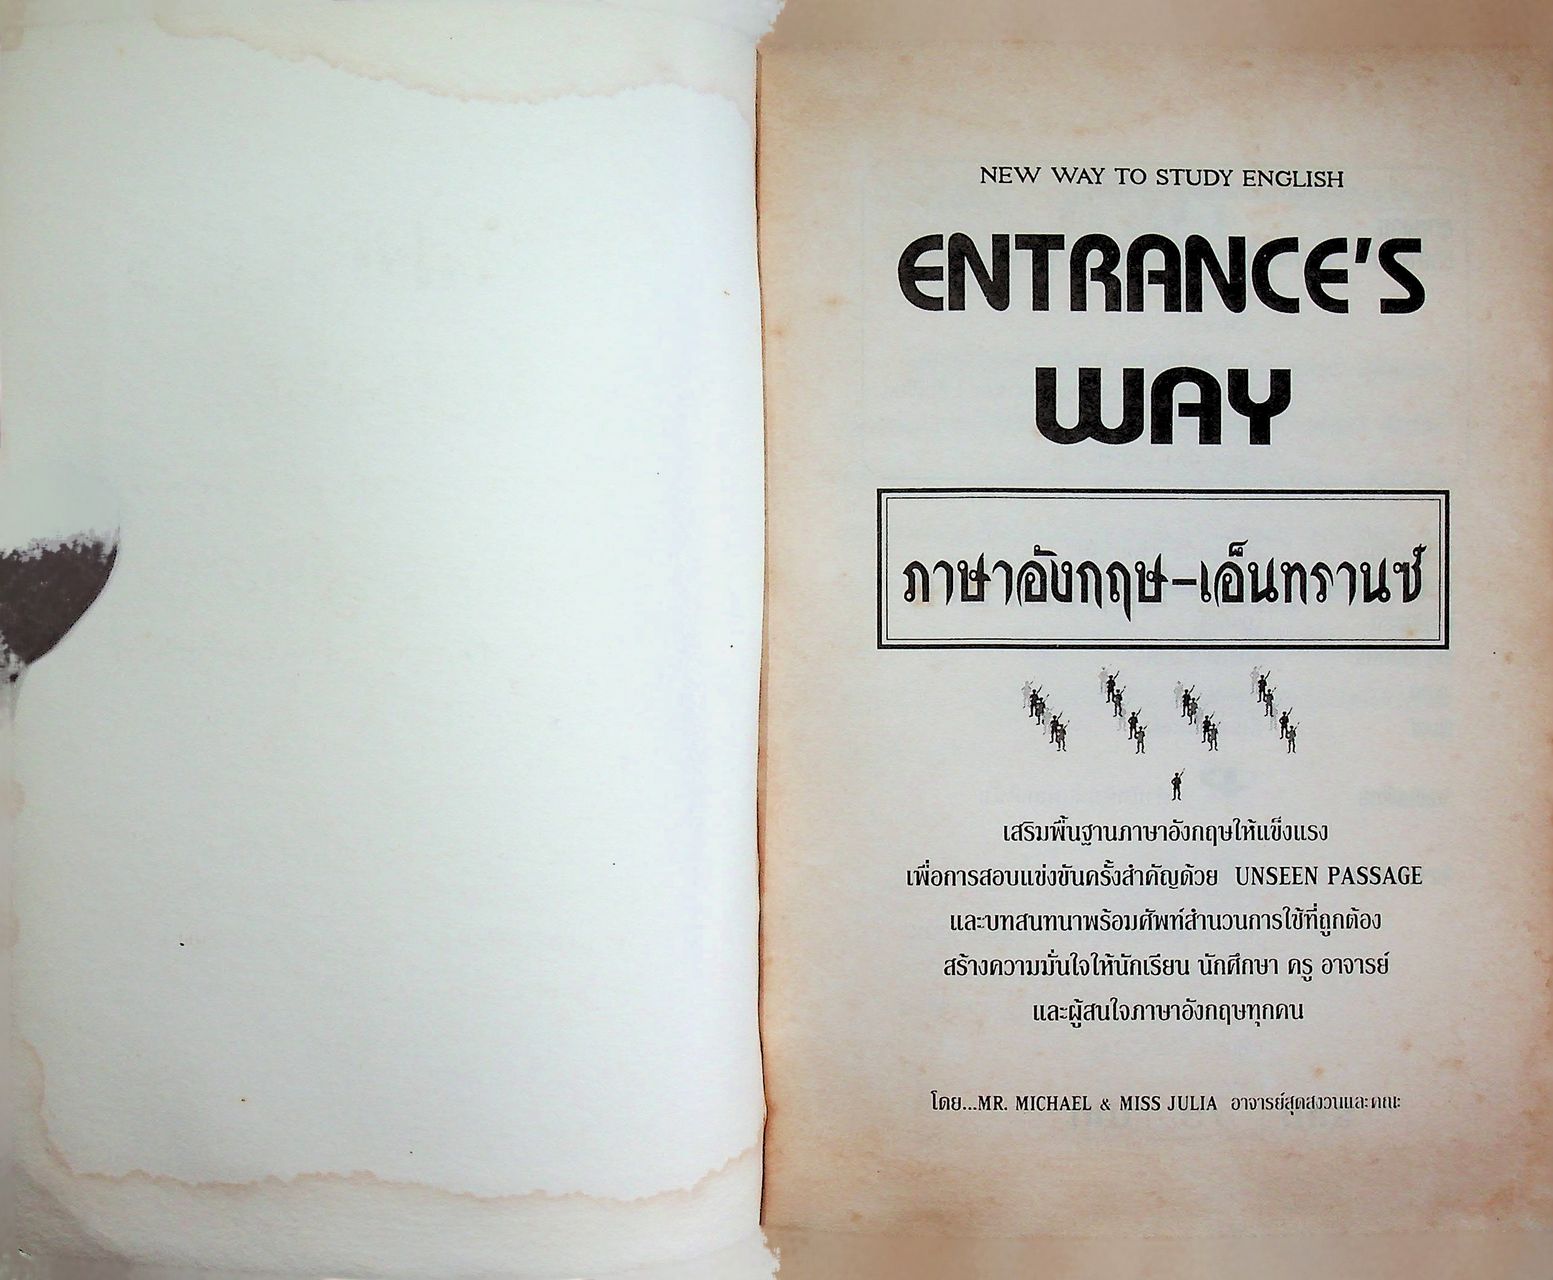 NEW WAY TO STUDY ENGLISH
ENTRANCE'S
WAY
ภาษาอังกฤษ-เอ็นทรานซ์
เสริมพื้นฐานภาษาอังกฤษให้แข็งแรง
เพื่อการสอบแข่งขันครั้งสำคัญด้วย UNSEEN PASSAGE
และบทสนทนาพร้อมศัพท์สำนวนการใช้ที่ถูกต้อง
สร้างความมั่นใจให้นักเรียน นักศึกษา ครู อาจารย์
และผู้สนใจภาษาอังกฤษทุกคน
โดย...MR. MICHAEL & MISS JULIA อาจารย์สุดสงวนและคณะ